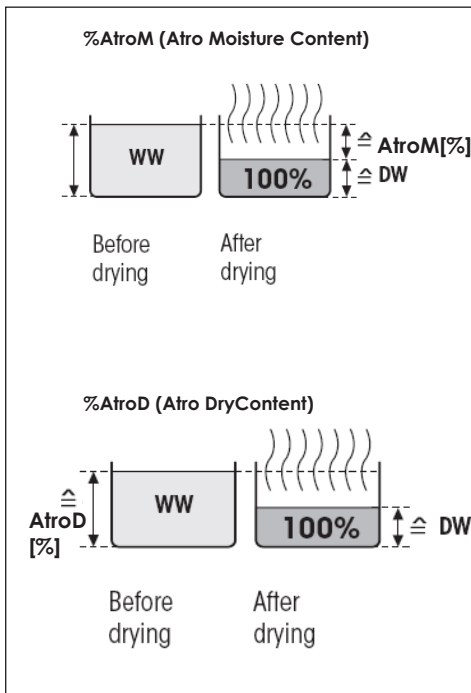 %AtroM (Atro Moisture Content)
WW
100%
≙ AtroM[%]
≙ DW
Before
drying
After
drying
%AtroD (Atro DryContent)
≙
AtroD
[%]
WW
100%
≙ DW
Before
drying
After
drying